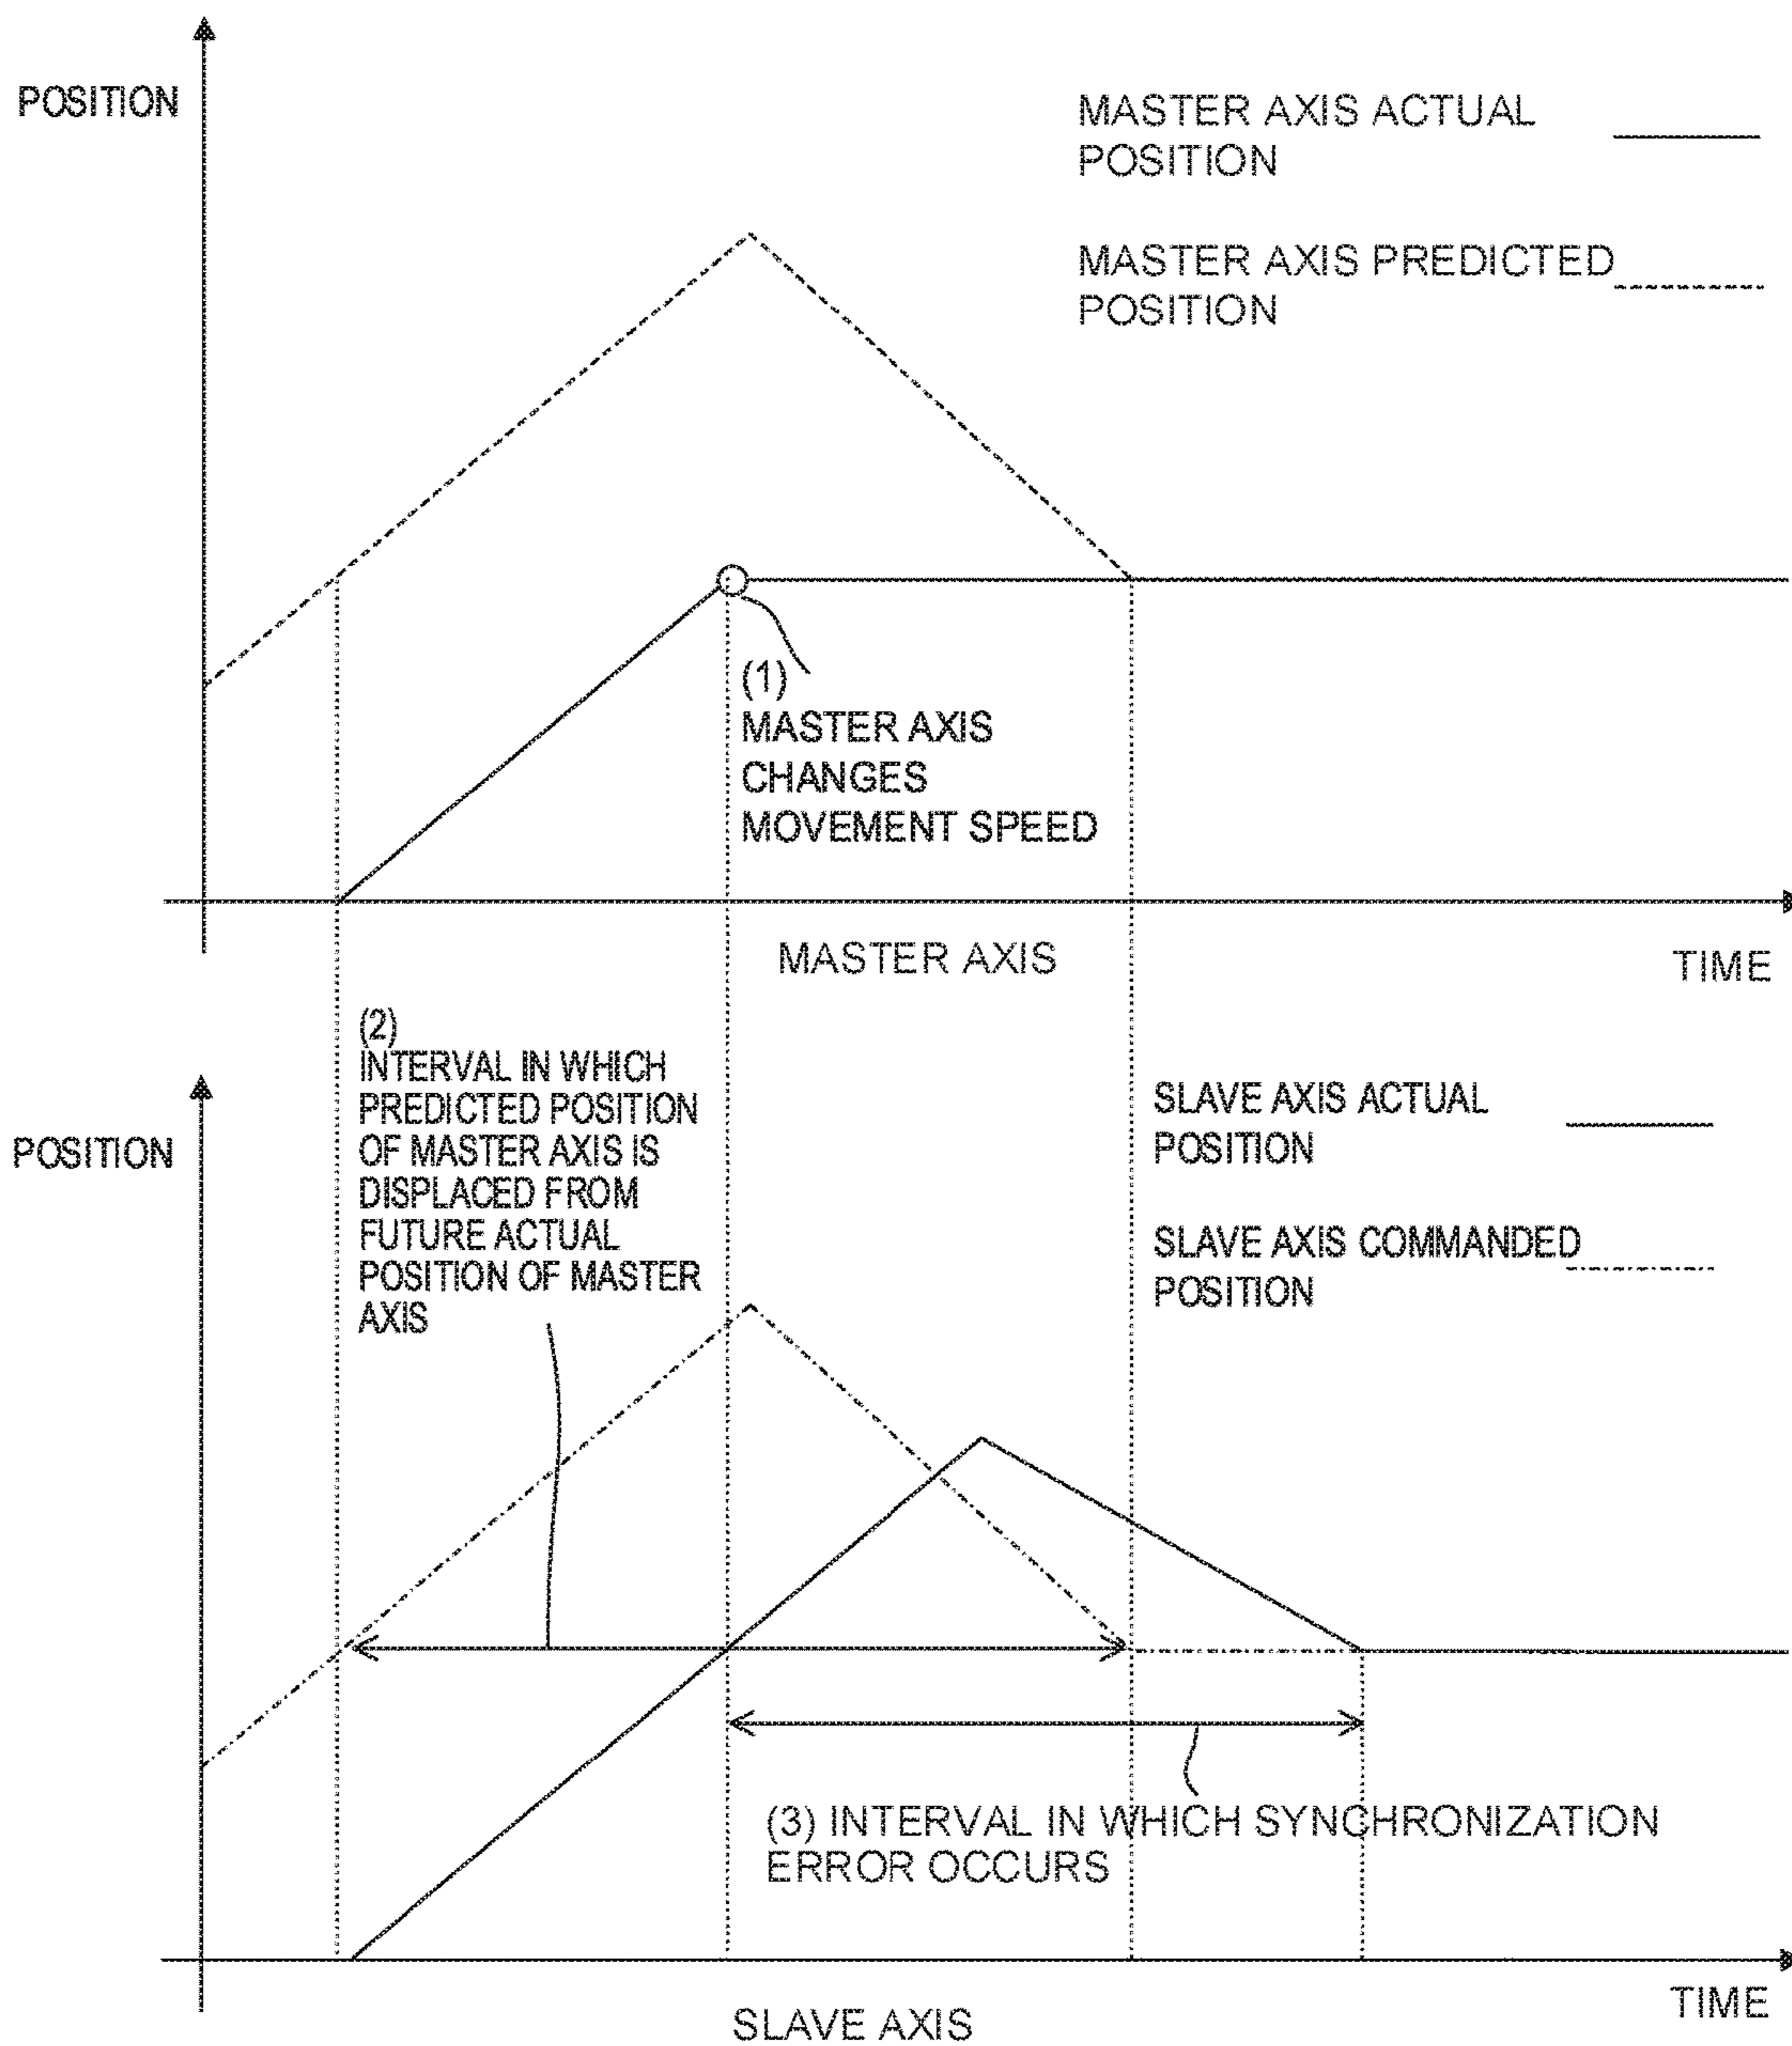 POSITION
MASTER AXIS ACTUAL
POSITION
MASTER AXIS PREDICTED
POSITION
(1)
MASTER AXIS
CHANGES
MOVEMENT SPEED
MASTER AXIS
TIME
(2)
INTERVAL IN WHICH
PREDICTED POSITION
OF MASTER AXIS IS
DISPLACED FROM
FUTURE ACTUAL
POSITION OF MASTER
AXIS
POSITION
SLAVE AXIS ACTUAL
POSITION
SLAVE AXIS COMMANDED
POSITION
(3) INTERVAL IN WHICH SYNCHRONIZATION
ERROR OCCURS
TIME
SLAVE AXIS